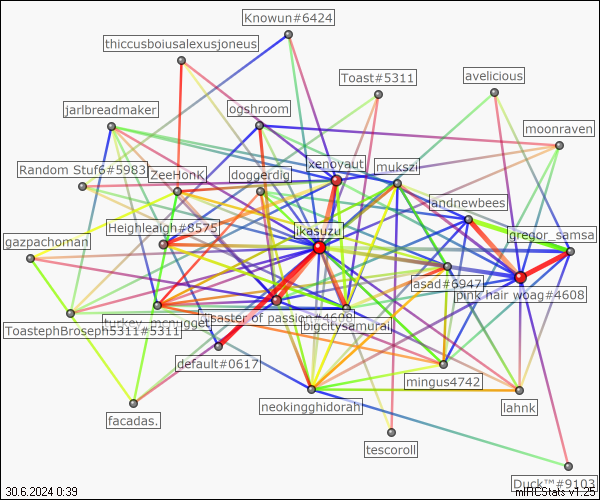 Knowun#6424
thiccusboiusalexusjoneus
Toast#5311
avelicious
jarlbreadmaker
ogshroom
moonraven
xenoyaut
mukszi
Random Stuf6#5983
ZeeHonK
doggerdig
andnewbees
Heighleaigh#8575
ikasuzu
gregor_samsa
gazpachoman
asad#6947
pink hair woag#4608
ToastephBroseph5311#5311
aster of passion#4608
bigcitysamurai
default#0617
mingus4742
facadas.
neokingghidorah
lahnk
tescoroll
Duck™#9103
30.6.2024 0:39
mIRCStats v1.25